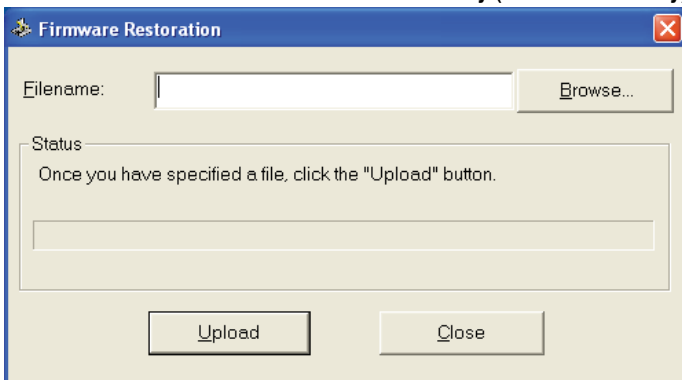 Firmware Restoration
Filename:
Browse...
Status
Once you have specified a file, click the "Upload" button.
Upload
Close